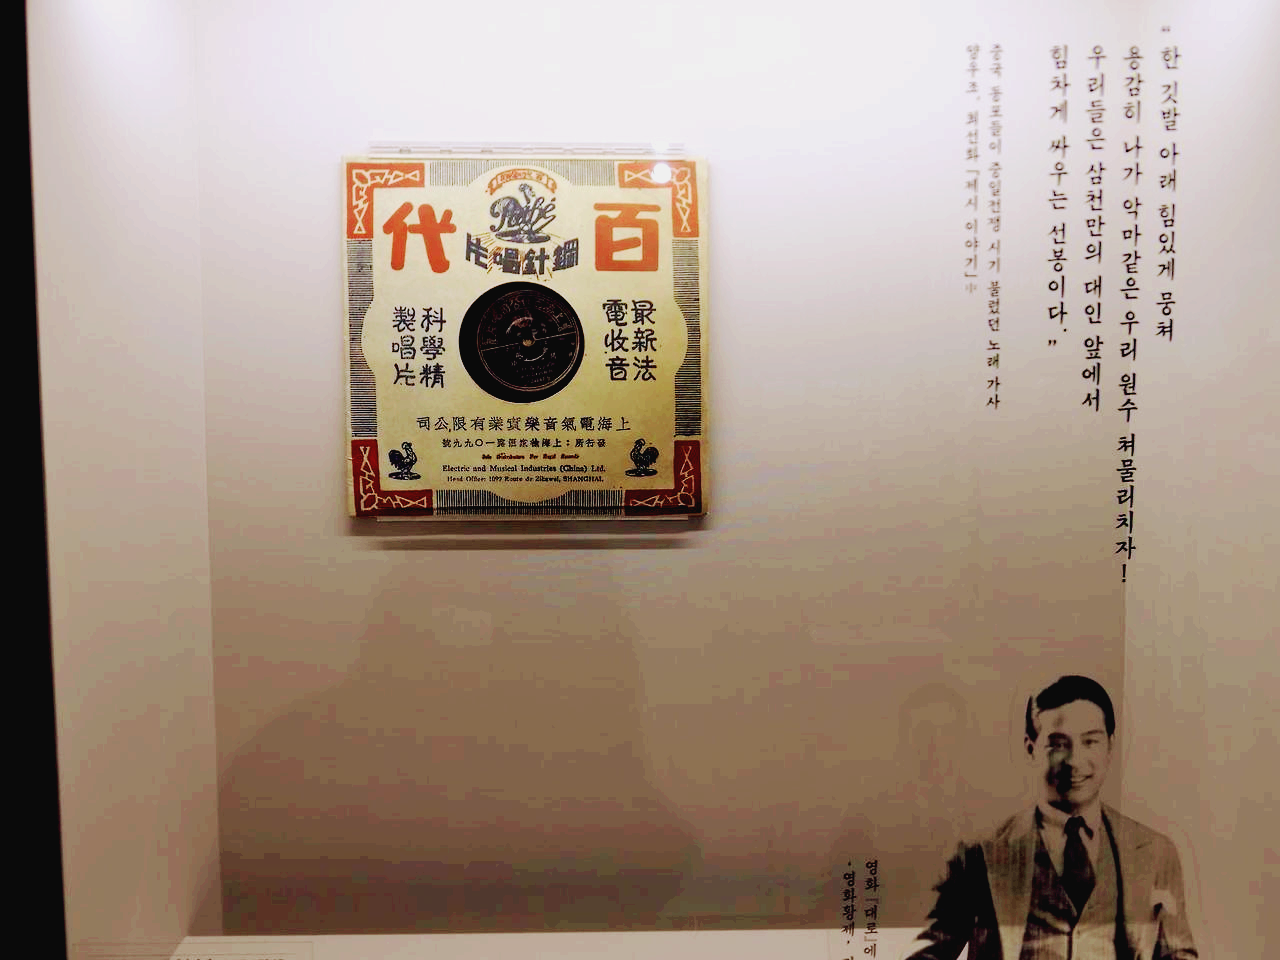 “한 깃발 아래 힘있게 뭉쳐
용감히 나가 악마같은 우리 원수 쳐물리치자!
우리들은 삼천만의 대인 앞에서
힘차게 싸우는 선봉이다.”
중국 동포들이 중일전쟁 시기 불렀던 노래 가사
양우조, 최선화「제시 이야기」中
百代
Pathé
鋼針唱片
最新法
電收音
科學精
製唱片
上海電氣音樂實業有限公司
發行所：上海徐家匯路一〇九九號
Electric and Musical Industries (China) Ltd.
Head Office: 1099 Route de Zikawei, SHANGHAI.
영화『대로』에
'영화황제'